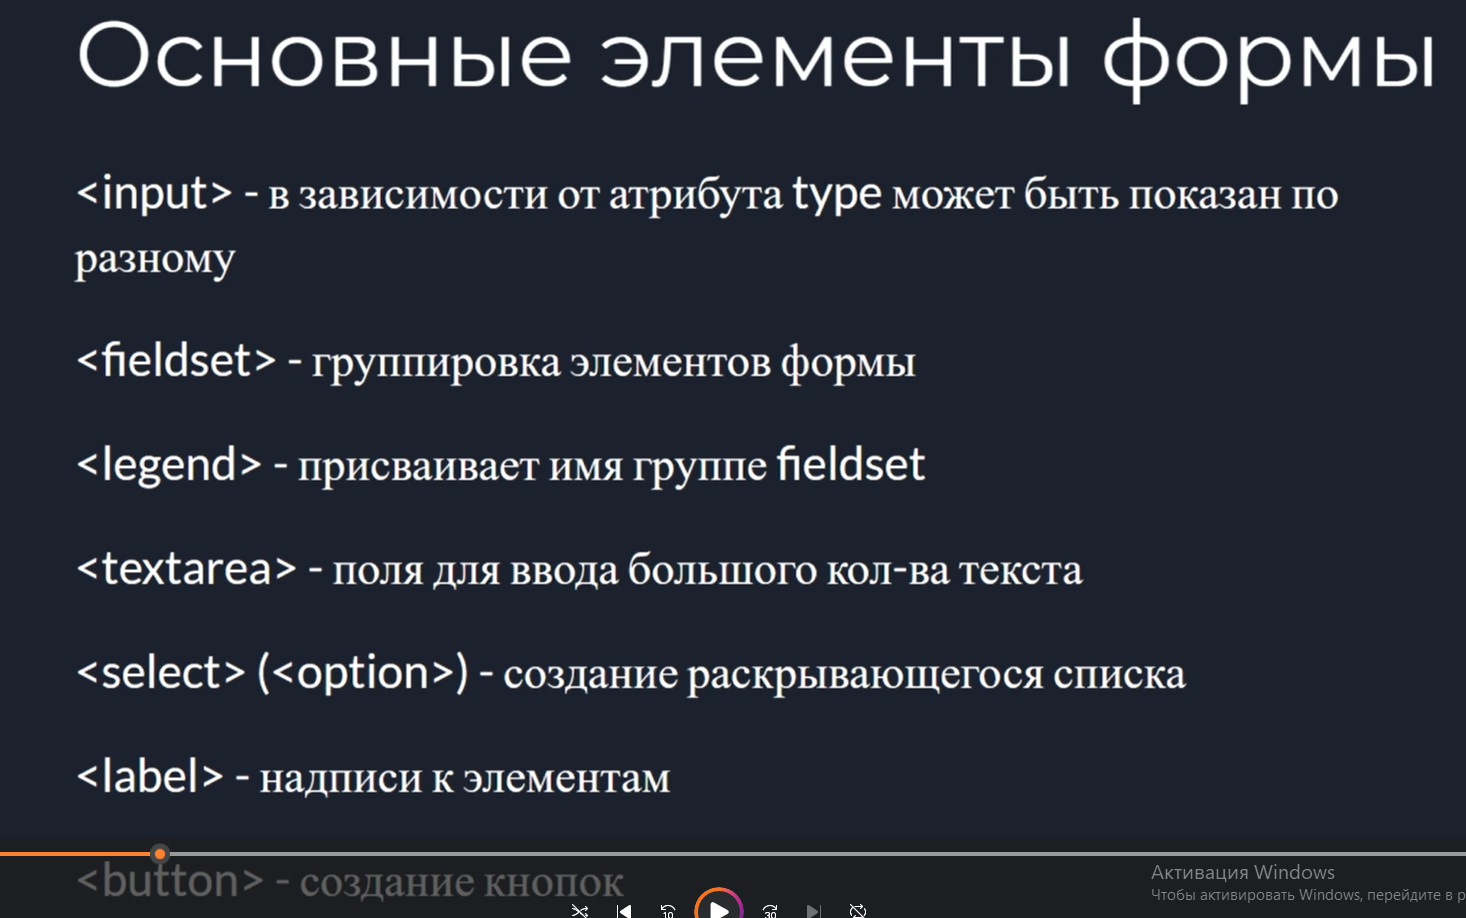 Основные элементы формы
<input> - в зависимости от атрибута type может быть показан по
разному
<fieldset> - группировка элементов формы
<legend> - присваивает имя группе fieldset
<textarea> - поля для ввода большого кол-ва текста
<select> (<option>) - создание раскрывающегося списка
<label> - надписи к элементам
<button> - создание кнопок
Активация Windows
Чтобы активировать Windows, перейдите в р
10
30